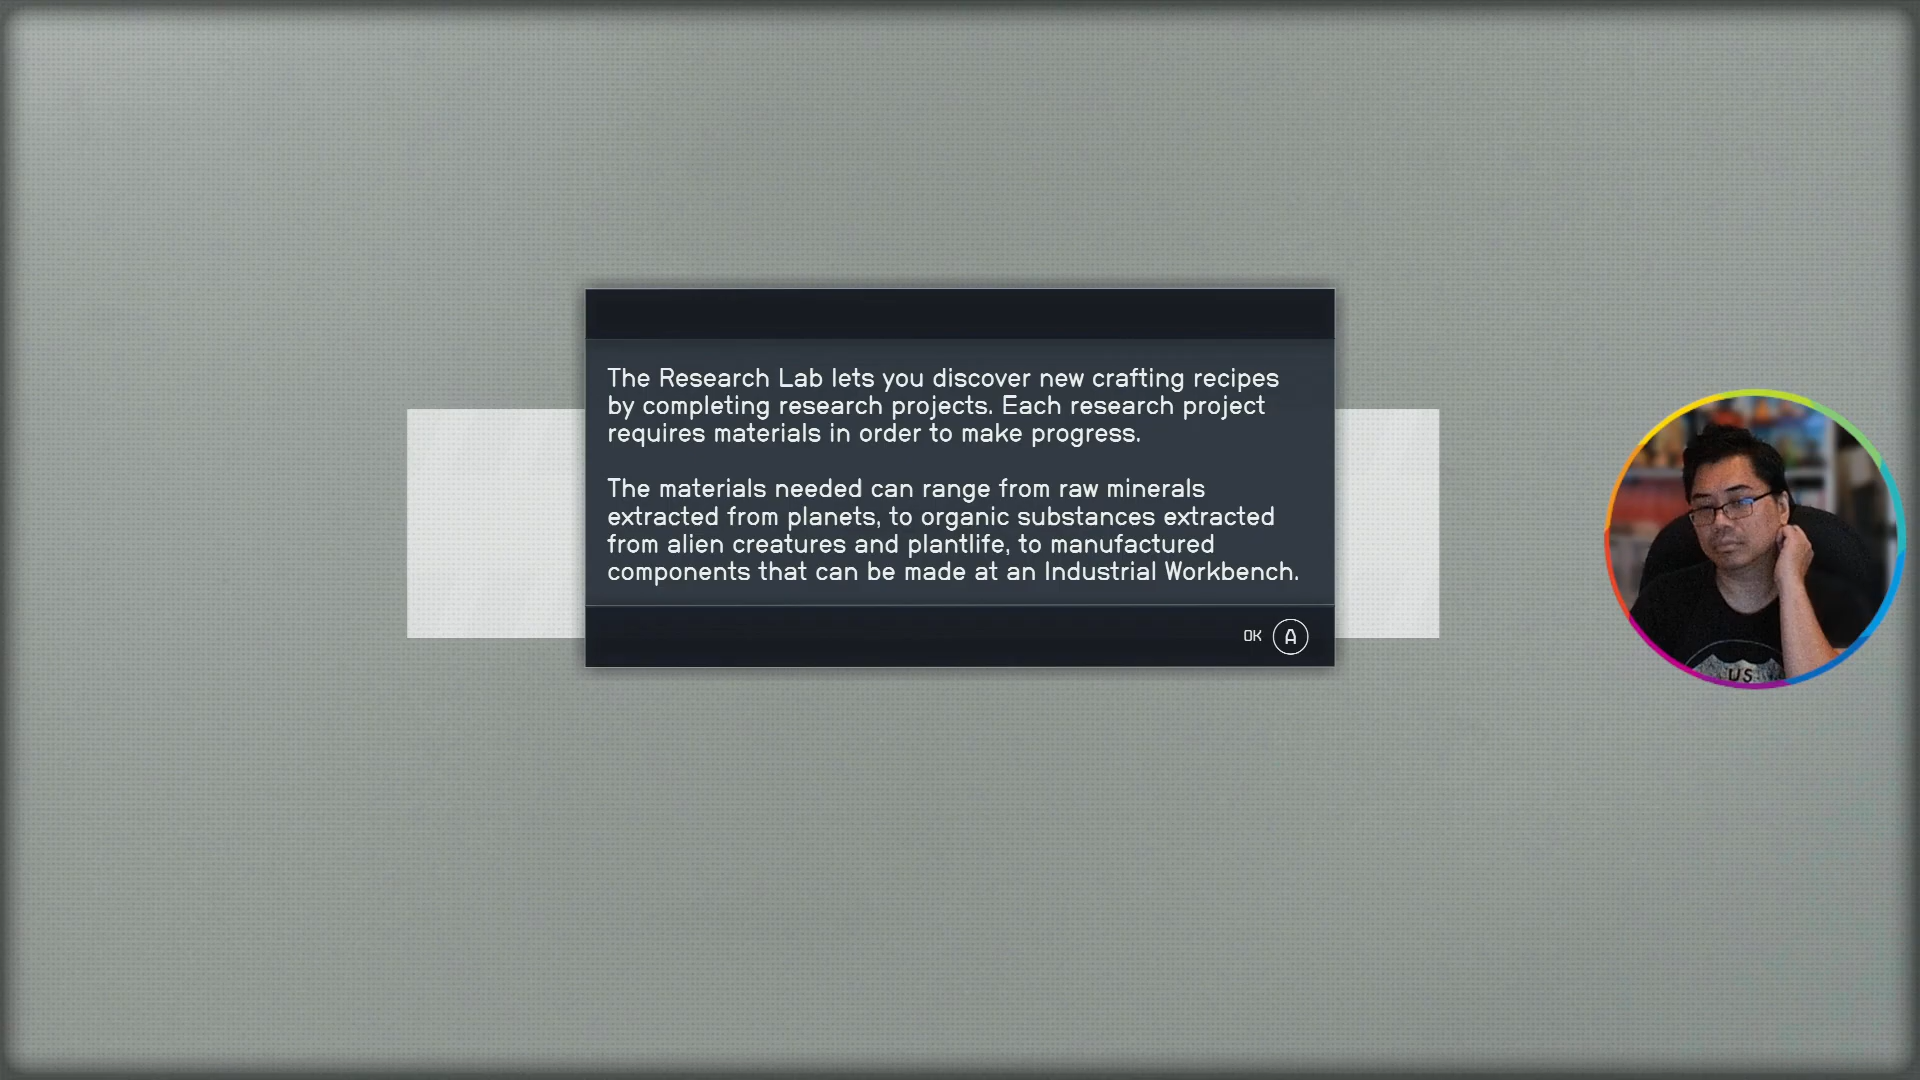 The Research Lab lets you discover new crafting recipes
by completing research projects. Each research project
requires materials in order to make progress.
The materials needed can range from raw minerals
extracted from planets, to organic substances extracted
from alien creatures and plantlife, to manufactured
components that can be made at an Industrial Workbench.
OK A
US